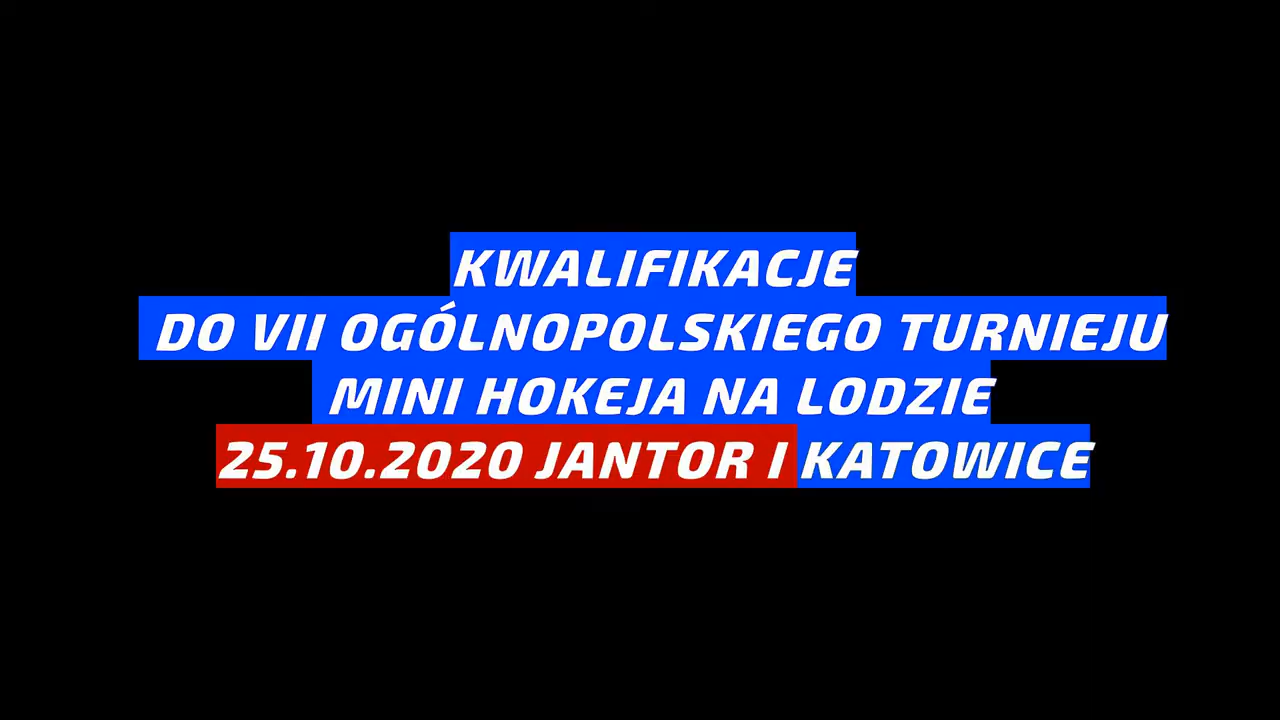 KWALIFIKACJE
DO VII OGÓLNOPOLSKIEGO TURNIEJU
MINI HOKEJA NA LODZIE
25.10.2020 JANTOR I KATOWICE